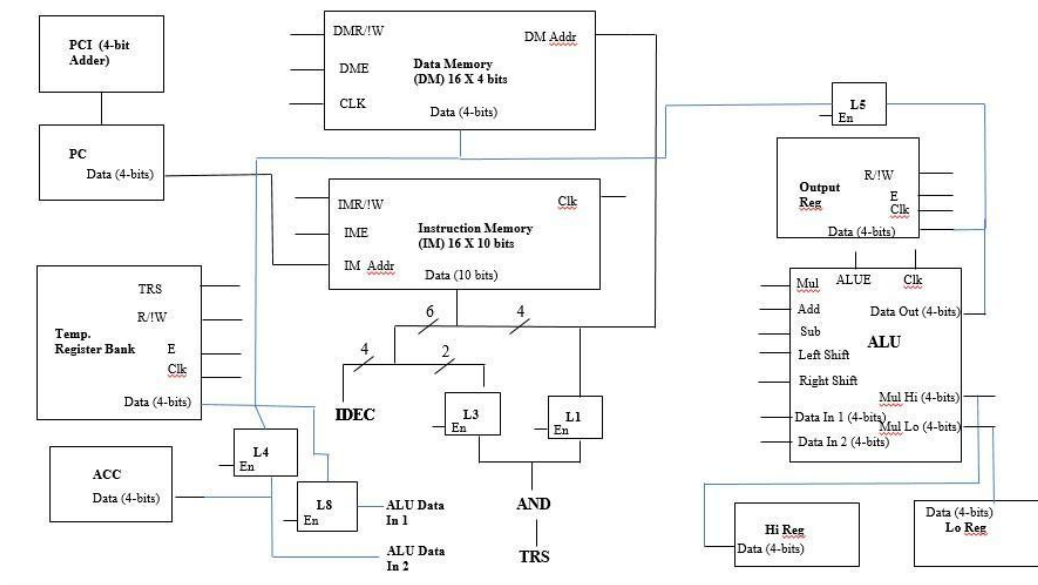 PCI (4-bit
Adder)
PC
Data (4-bits)
DMR/!W
DM Addr
DME
Data Memory
(DM) 16 X 4 bits
CLK
Data (4-bits)
IMR/!W
Clk
IME
Instruction Memory
(IM) 16 X 10 bits
IM Addr
Data (10 bits)
L5
En
R/!W
Output
Reg
E
Clk
Data (4-bits)
Mul
ALUE
Clk
Add
Data Out (4-bits)
Sub
ALU
Left Shift
Right Shift
Mul Hi (4-bits)
Data In 1 (4-bits)
Mul Lo (4-bits)
Data In 2 (4-bits)
TRS
R/!W
Temp.
Register Bank
E
Clk
Data (4-bits)
6
4
4
2
IDEC
L3
En
L1
En
L4
En
ACC
Data (4-bits)
L8
En
ALU Data
In 1
ALU Data
In 2
AND
TRS
Hi Reg
Data (4-bits)
Data (4-bits)
Lo Reg